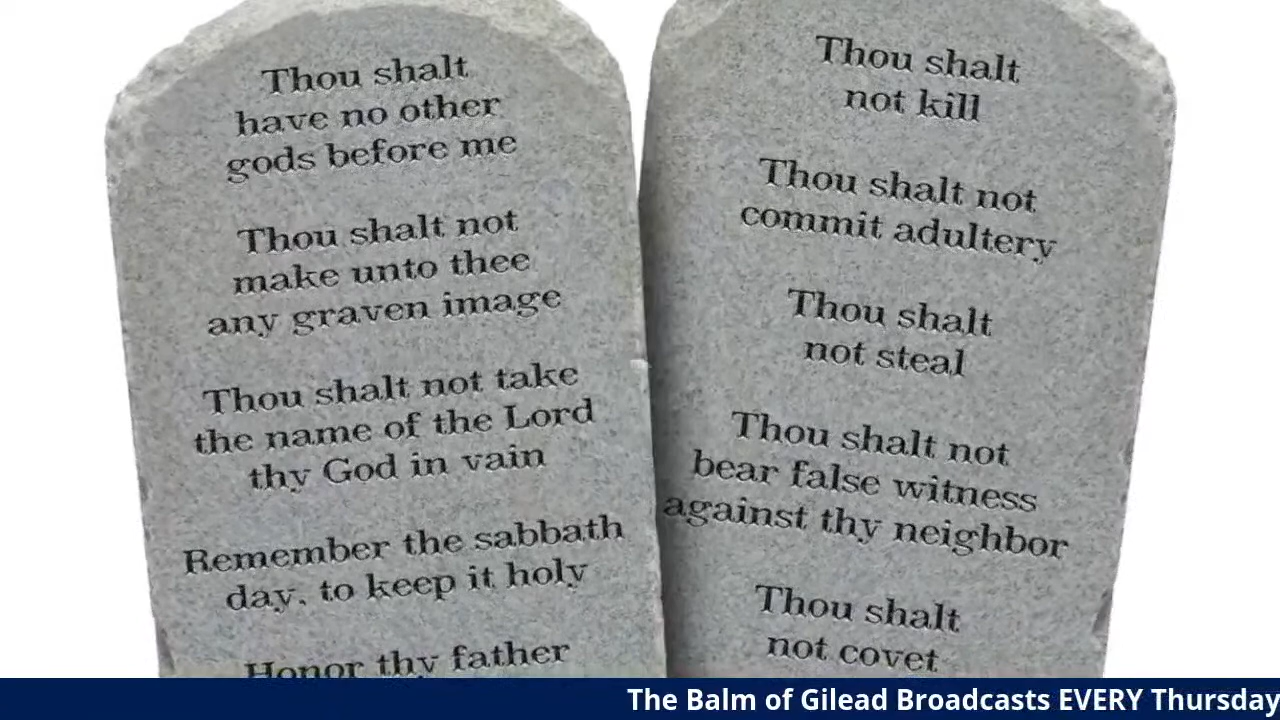 Thou shalt
have no other
gods before me
Thou shalt not
make unto thee
any graven image
Thou shalt not take
the name of the Lord
thy God in vain
Remember the sabbath
day, to keep it holy
Honor thy father
Thou shalt
not kill
Thou shalt not
commit adultery
Thou shalt
not steal
Thou shalt not
bear false witness
against thy neighbor
Thou shalt
not covet
The Balm of Gilead Broadcasts EVERY Thursday